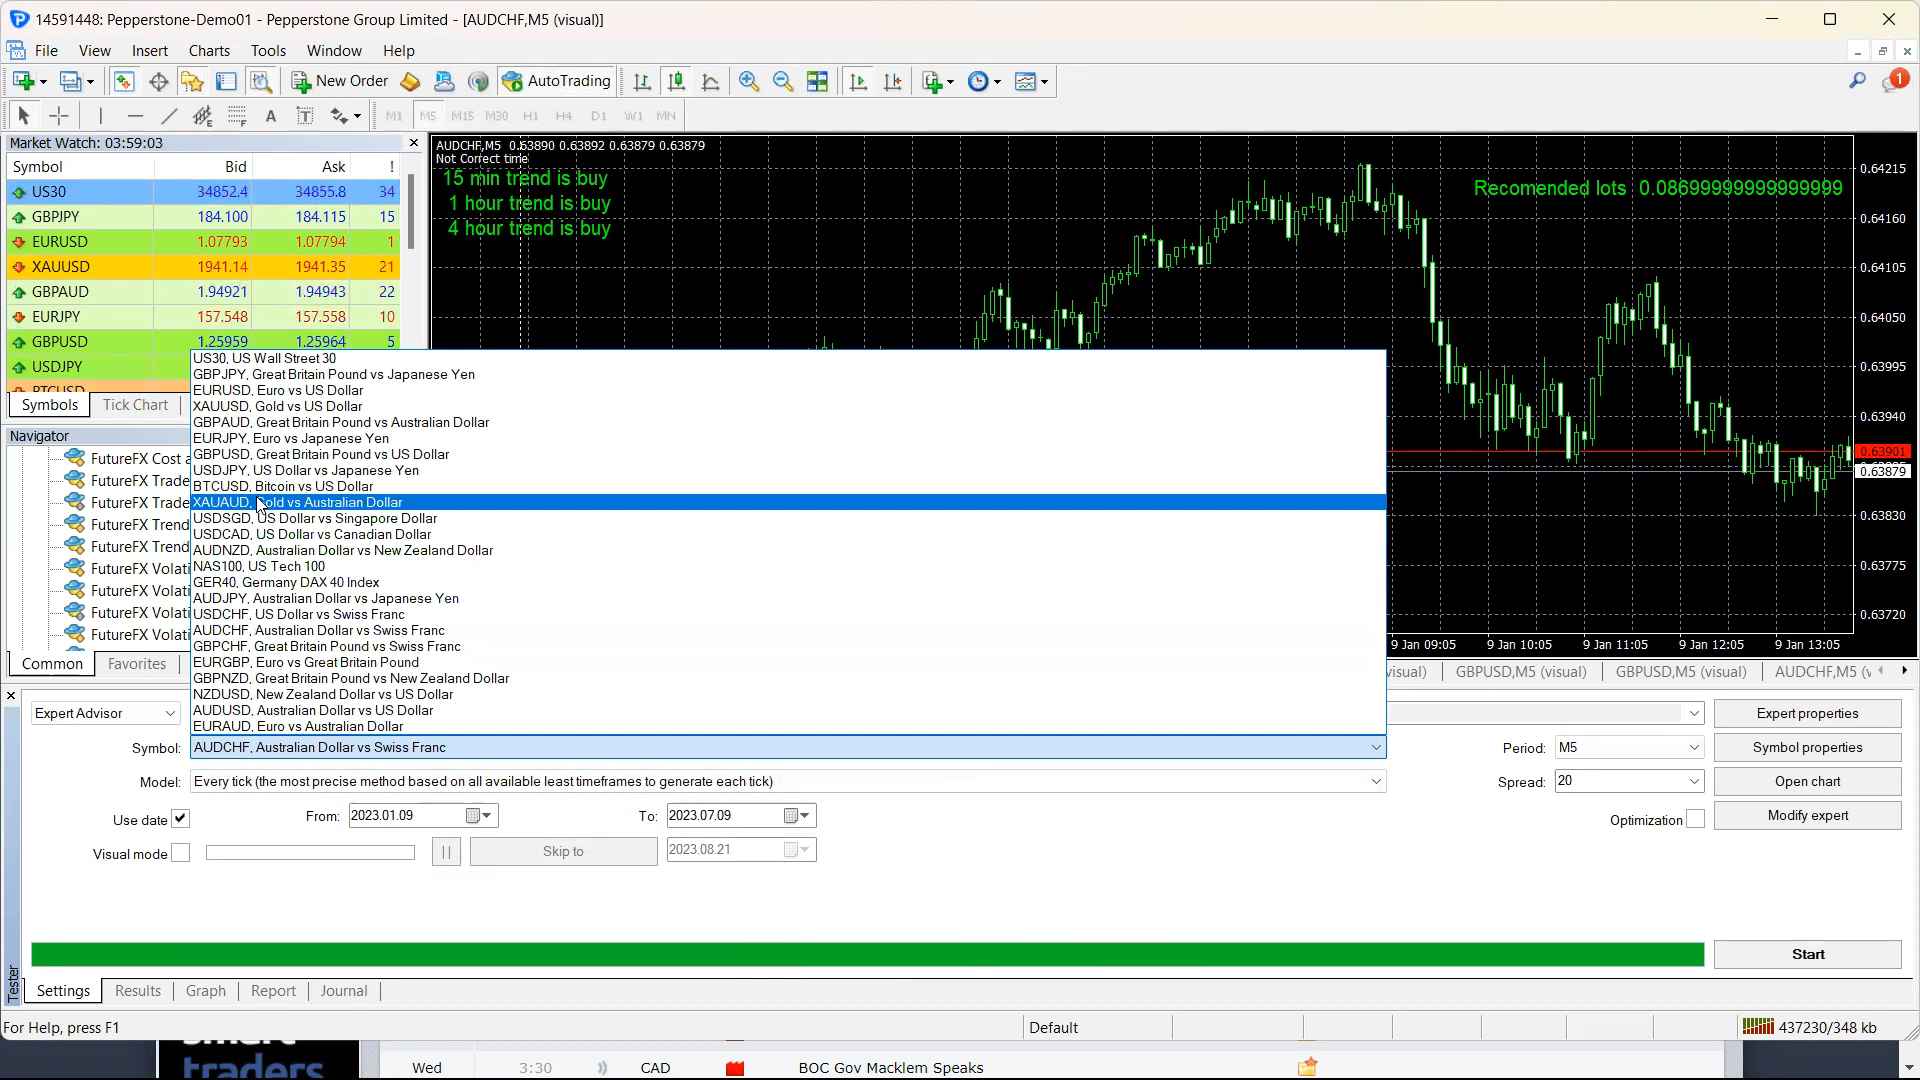 14591448: Pepperstone-Demo01 - Pepperstone Group Limited - [AUDCHF,M5 (visual)]
File View Insert Charts Tools Window Help
New Order AutoTrading 1
A T M1 M5 M15 M30 H1 H4 D1 W1 MN
Market Watch: 03:59:03
Symbol Bid Ask !
US30 34852.4 34855.8 34
GBPJPY 184.100 184.115 15
EURUSD 1.07793 1.07794 1
XAUUSD 1941.14 1941.35 21
GBPAUD 1.94921 1.94943 22
EURJPY 157.548 157.558 10
GBPUSD 1.25959 1.25964 5
USDJPY
BTCUSD
Symbols Tick Chart
AUDCHF,M5 0.63890 0.63892 0.63879 0.63879
Not Correct time
15 min trend is buy
1 hour trend is buy
4 hour trend is buy
Recomended lots 0.08699999999999999
0.64215
0.64160
0.64105
0.64050
0.63995
0.63940
0.63901
0.63879
0.63830
0.63775
0.63720
9 Jan 09:05 9 Jan 10:05 9 Jan 11:05 9 Jan 12:05 9 Jan 13:05
Navigator
FutureFX Cost a
FutureFX Trade
FutureFX Trade
FutureFX Trend
FutureFX Trend
FutureFX Volati
FutureFX Volati
FutureFX Volati
FutureFX Volati
Common Favorites
US30, US Wall Street 30
GBPJPY, Great Britain Pound vs Japanese Yen
EURUSD, Euro vs US Dollar
XAUUSD, Gold vs US Dollar
GBPAUD, Great Britain Pound vs Australian Dollar
EURJPY, Euro vs Japanese Yen
GBPUSD, Great Britain Pound vs US Dollar
USDJPY, US Dollar vs Japanese Yen
BTCUSD, Bitcoin vs US Dollar
XAUAUD, Gold vs Australian Dollar
USDSGD, US Dollar vs Singapore Dollar
USDCAD, US Dollar vs Canadian Dollar
AUDNZD, Australian Dollar vs New Zealand Dollar
NAS100, US Tech 100
GER40, Germany DAX 40 Index
AUDJPY, Australian Dollar vs Japanese Yen
USDCHF, US Dollar vs Swiss Franc
AUDCHF, Australian Dollar vs Swiss Franc
GBPCHF, Great Britain Pound vs Swiss Franc
EURGBP, Euro vs Great Britain Pound
GBPNZD, Great Britain Pound vs New Zealand Dollar
NZDUSD, New Zealand Dollar vs US Dollar
AUDUSD, Australian Dollar vs US Dollar
EURAUD, Euro vs Australian Dollar
isual) GBPUSD,M5 (visual) GBPUSD,M5 (visual) AUDCHF,M5 (v
Expert Advisor Expert properties
Symbol: AUDCHF, Australian Dollar vs Swiss Franc Period: M5 Symbol properties
Model: Every tick (the most precise method based on all available least timeframes to generate each tick) Spread: 20 Open chart
Use date From: 2023.01.09 To: 2023.07.09 Optimization Modify expert
Visual mode Skip to 2023.08.21
Start
Tester
Settings Results Graph Report Journal
For Help, press F1 Default 437230/348 kb
traders Wed 3:30 CAD BOC Gov Macklem Speaks